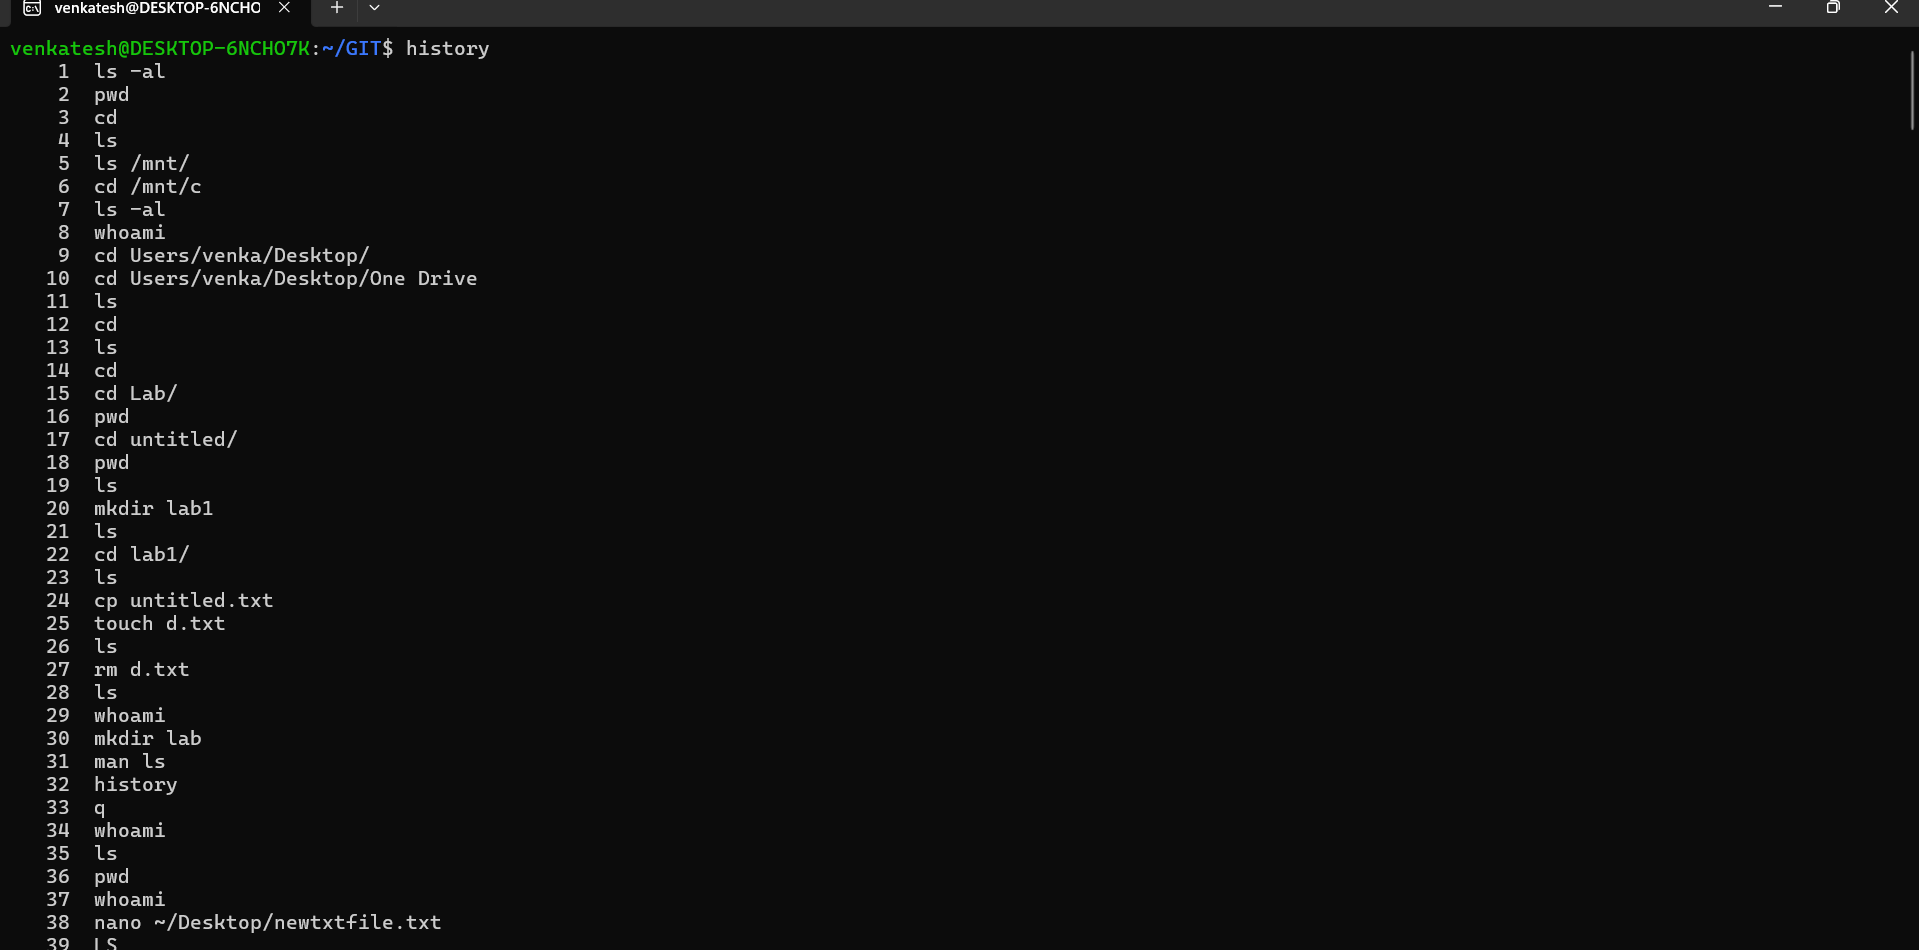 venkatesh@DESKTOP-6NCHO
venkatesh@DESKTOP-6NCHO7K:~/GIT$ history
1 ls -al
2 pwd
3 cd
4 ls
5 ls /mnt/
6 cd /mnt/c
7 ls -al
8 whoami
9 cd Users/venka/Desktop/
10 cd Users/venka/Desktop/One Drive
11 ls
12 cd
13 ls
14 cd
15 cd Lab/
16 pwd
17 cd untitled/
18 pwd
19 ls
20 mkdir lab1
21 ls
22 cd lab1/
23 ls
24 cp untitled.txt
25 touch d.txt
26 ls
27 rm d.txt
28 ls
29 whoami
30 mkdir lab
31 man ls
32 history
33 q
34 whoami
35 ls
36 pwd
37 whoami
38 nano ~/Desktop/newtxtfile.txt
39 LS